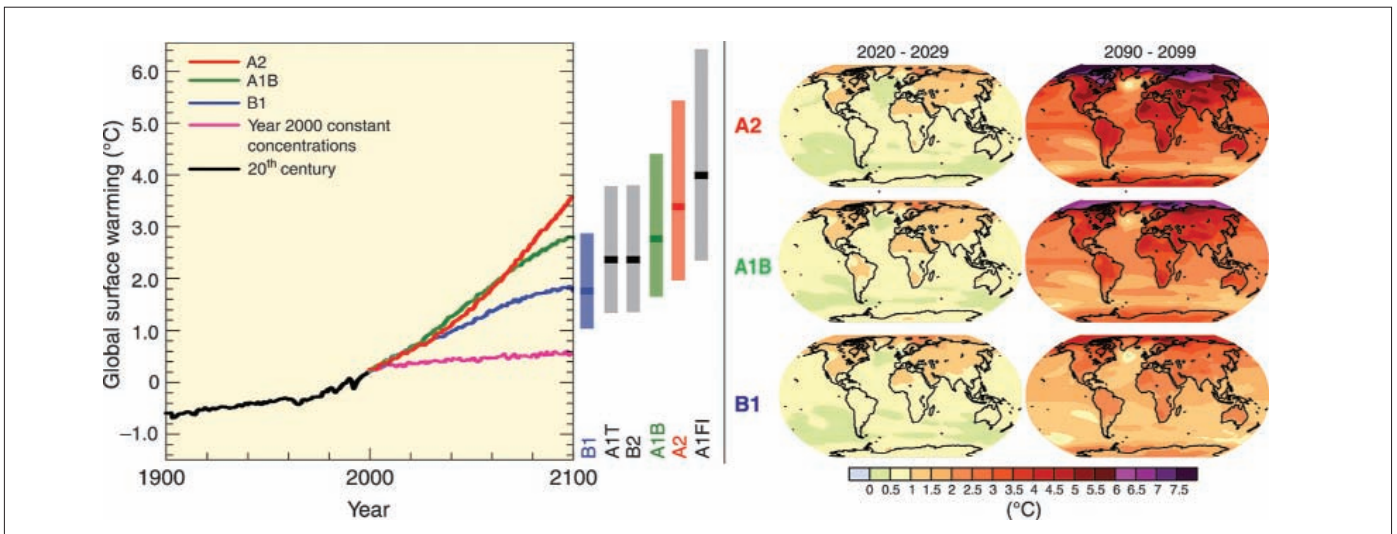 6.0
5.0
4.0
3.0
2.0
1.0
0
–1.0
Global surface warming (°C)
A2
A1B
B1
Year 2000 constant
concentrations
20th century
1900
2000
2100
Year
B1
A1T
B2
A1B
A2
A1FI
2020 - 2029
2090 - 2099
A2
A1B
B1
0 0.5 1 1.5 2 2.5 3 3.5 4 4.5 5 5.5 6 6.5 7 7.5
(°C)